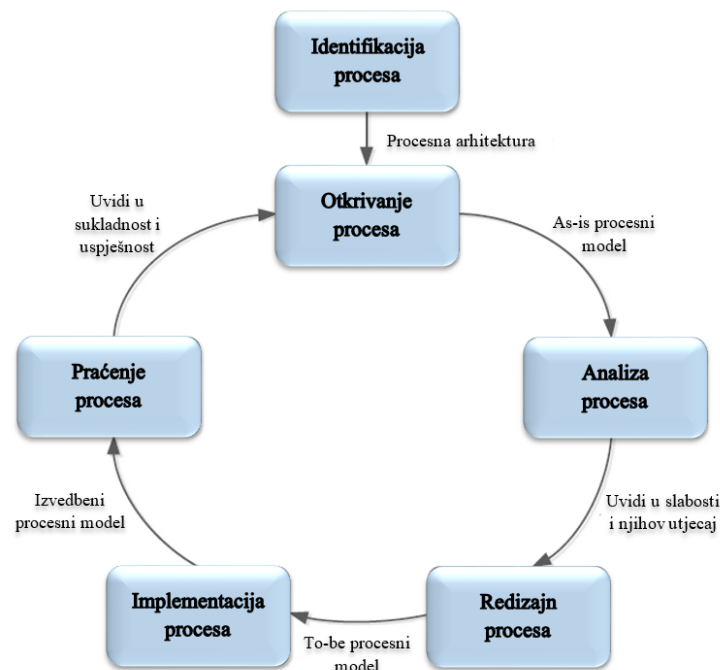 Identifikacija
procesa
Procesna arhitektura
Otkrivanje
procesa
As-is procesni
model
Analiza
procesa
Uvidi u slabosti
i njihov utjecaj
Redizajn
procesa
To-be procesni
model
Implementacija
procesa
Izvedbeni
procesni model
Praćenje
procesa
Uvidi u
sukladnost i
uspješnost